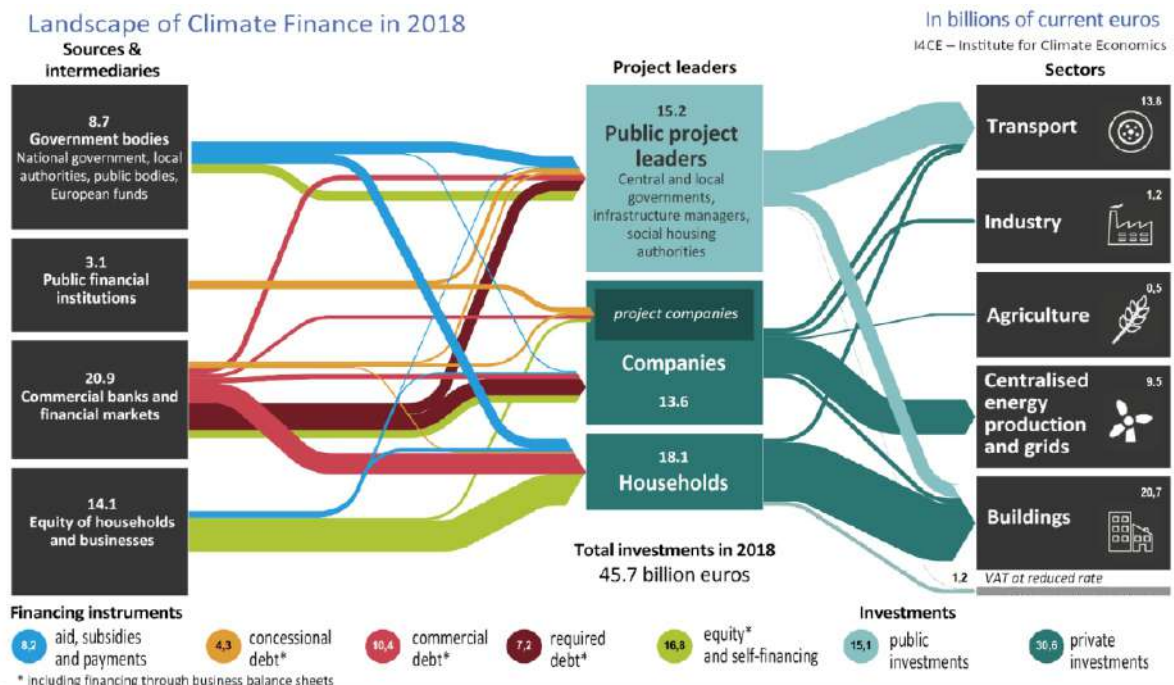 Landscape of Climate Finance in 2018
In billions of current euros
I4CE – Institute for Climate Economics
Sources &
intermediaries
Project leaders
Sectors
8.7
Government bodies
National government, local
authorities, public bodies,
European funds
3.1
Public financial
institutions
20.9
Commercial banks and
financial markets
14.1
Equity of households
and businesses
15.2
Public project
leaders
Central and local
governments,
infrastructure managers,
social housing
authorities
project companies
Companies
13.6
18.1
Households
Total investments in 2018
45.7 billion euros
13.8
Transport
1,2
Industry
0,5
Agriculture
9.5
Centralised
energy
production
and grids
20,7
Buildings
1,2 VAT at reduced rate
Financing instruments
8,2 aid, subsidies
and payments
4,3 concessional
debt*
10,4 commercial
debt*
7,2 required
debt*
16,8 equity*
and self-financing
Investments
15,1 public
investments
30,6 private
investments
* including financing through business balance sheets